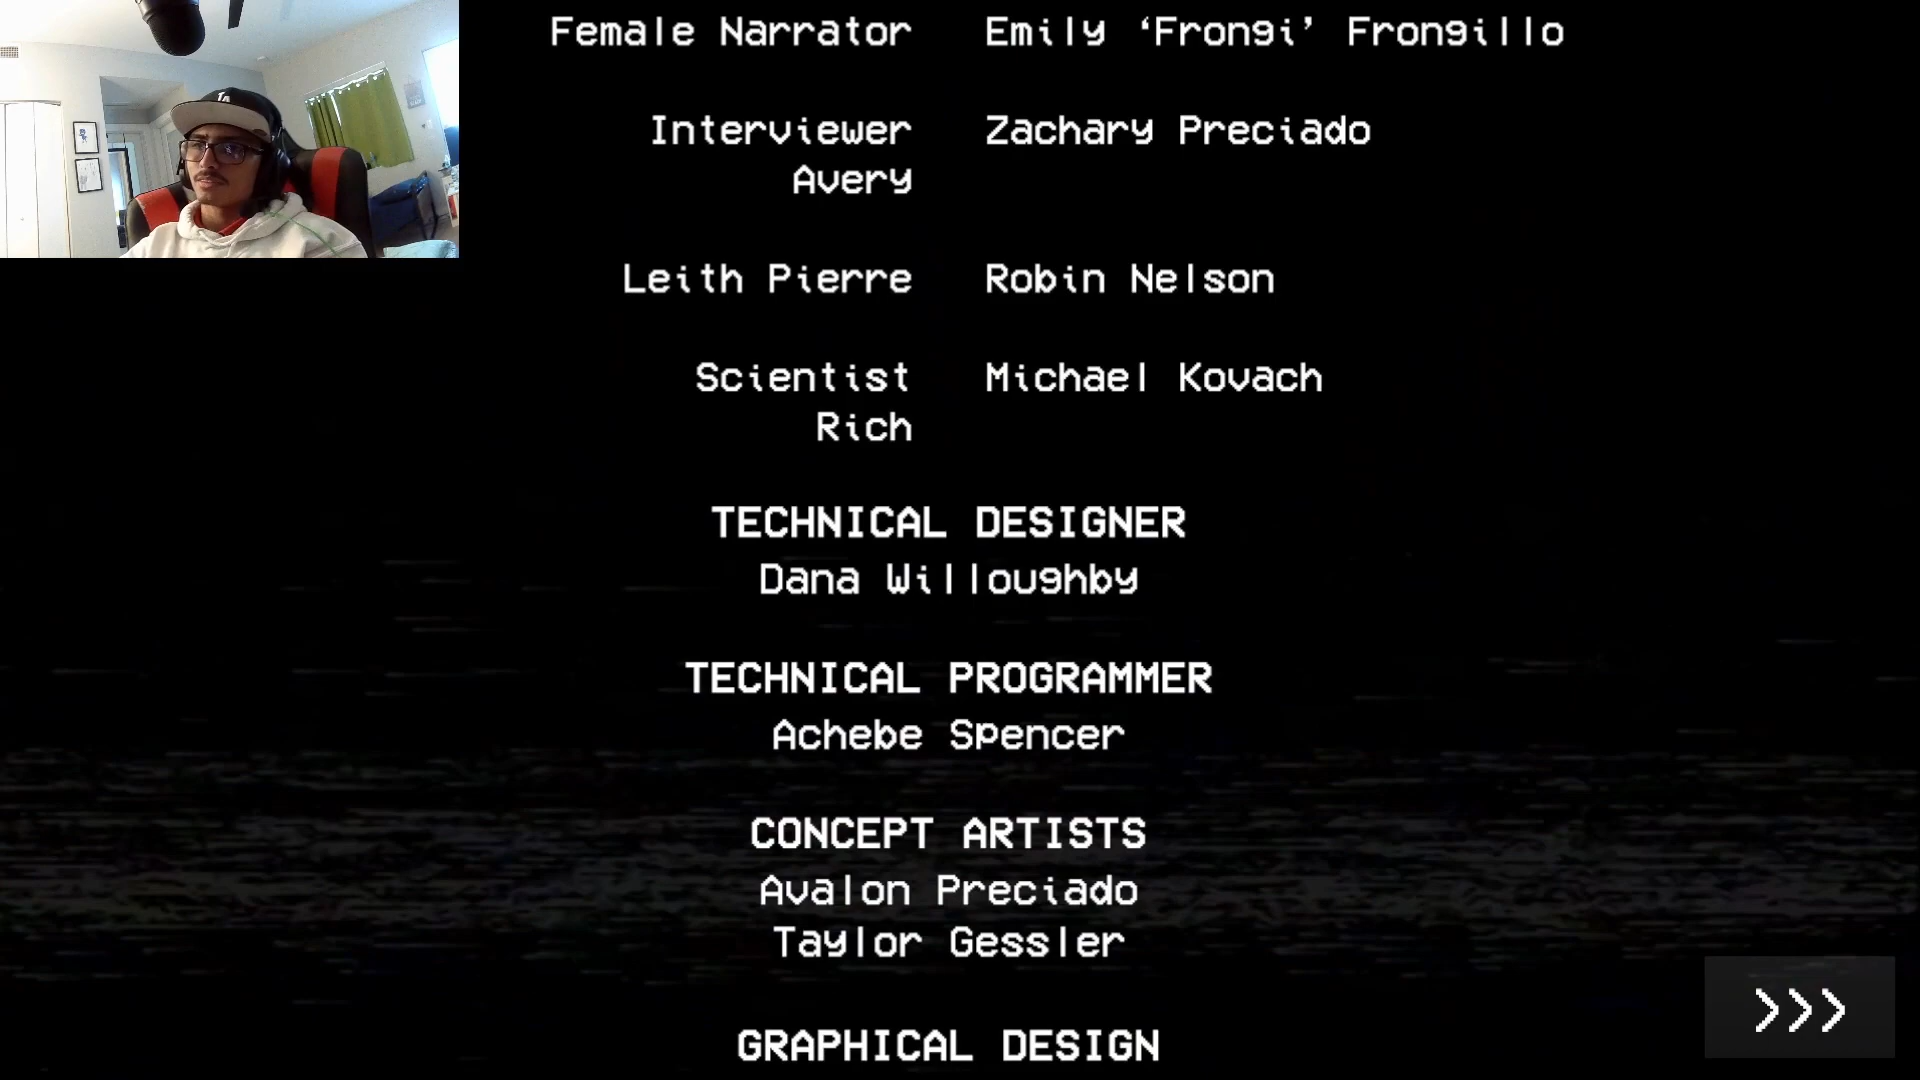 Female Narrator Emily ‘Frongi’ Frongillo
Interviewer Zachary Preciado
Avery
Leith Pierre Robin Nelson
Scientist Michael Kovach
Rich
TECHNICAL DESIGNER
Dana Willoughby
TECHNICAL PROGRAMMER
Achebe Spencer
CONCEPT ARTISTS
Avalon Preciado
Taylor Gessler
GRAPHICAL DESIGN
>>>
LA